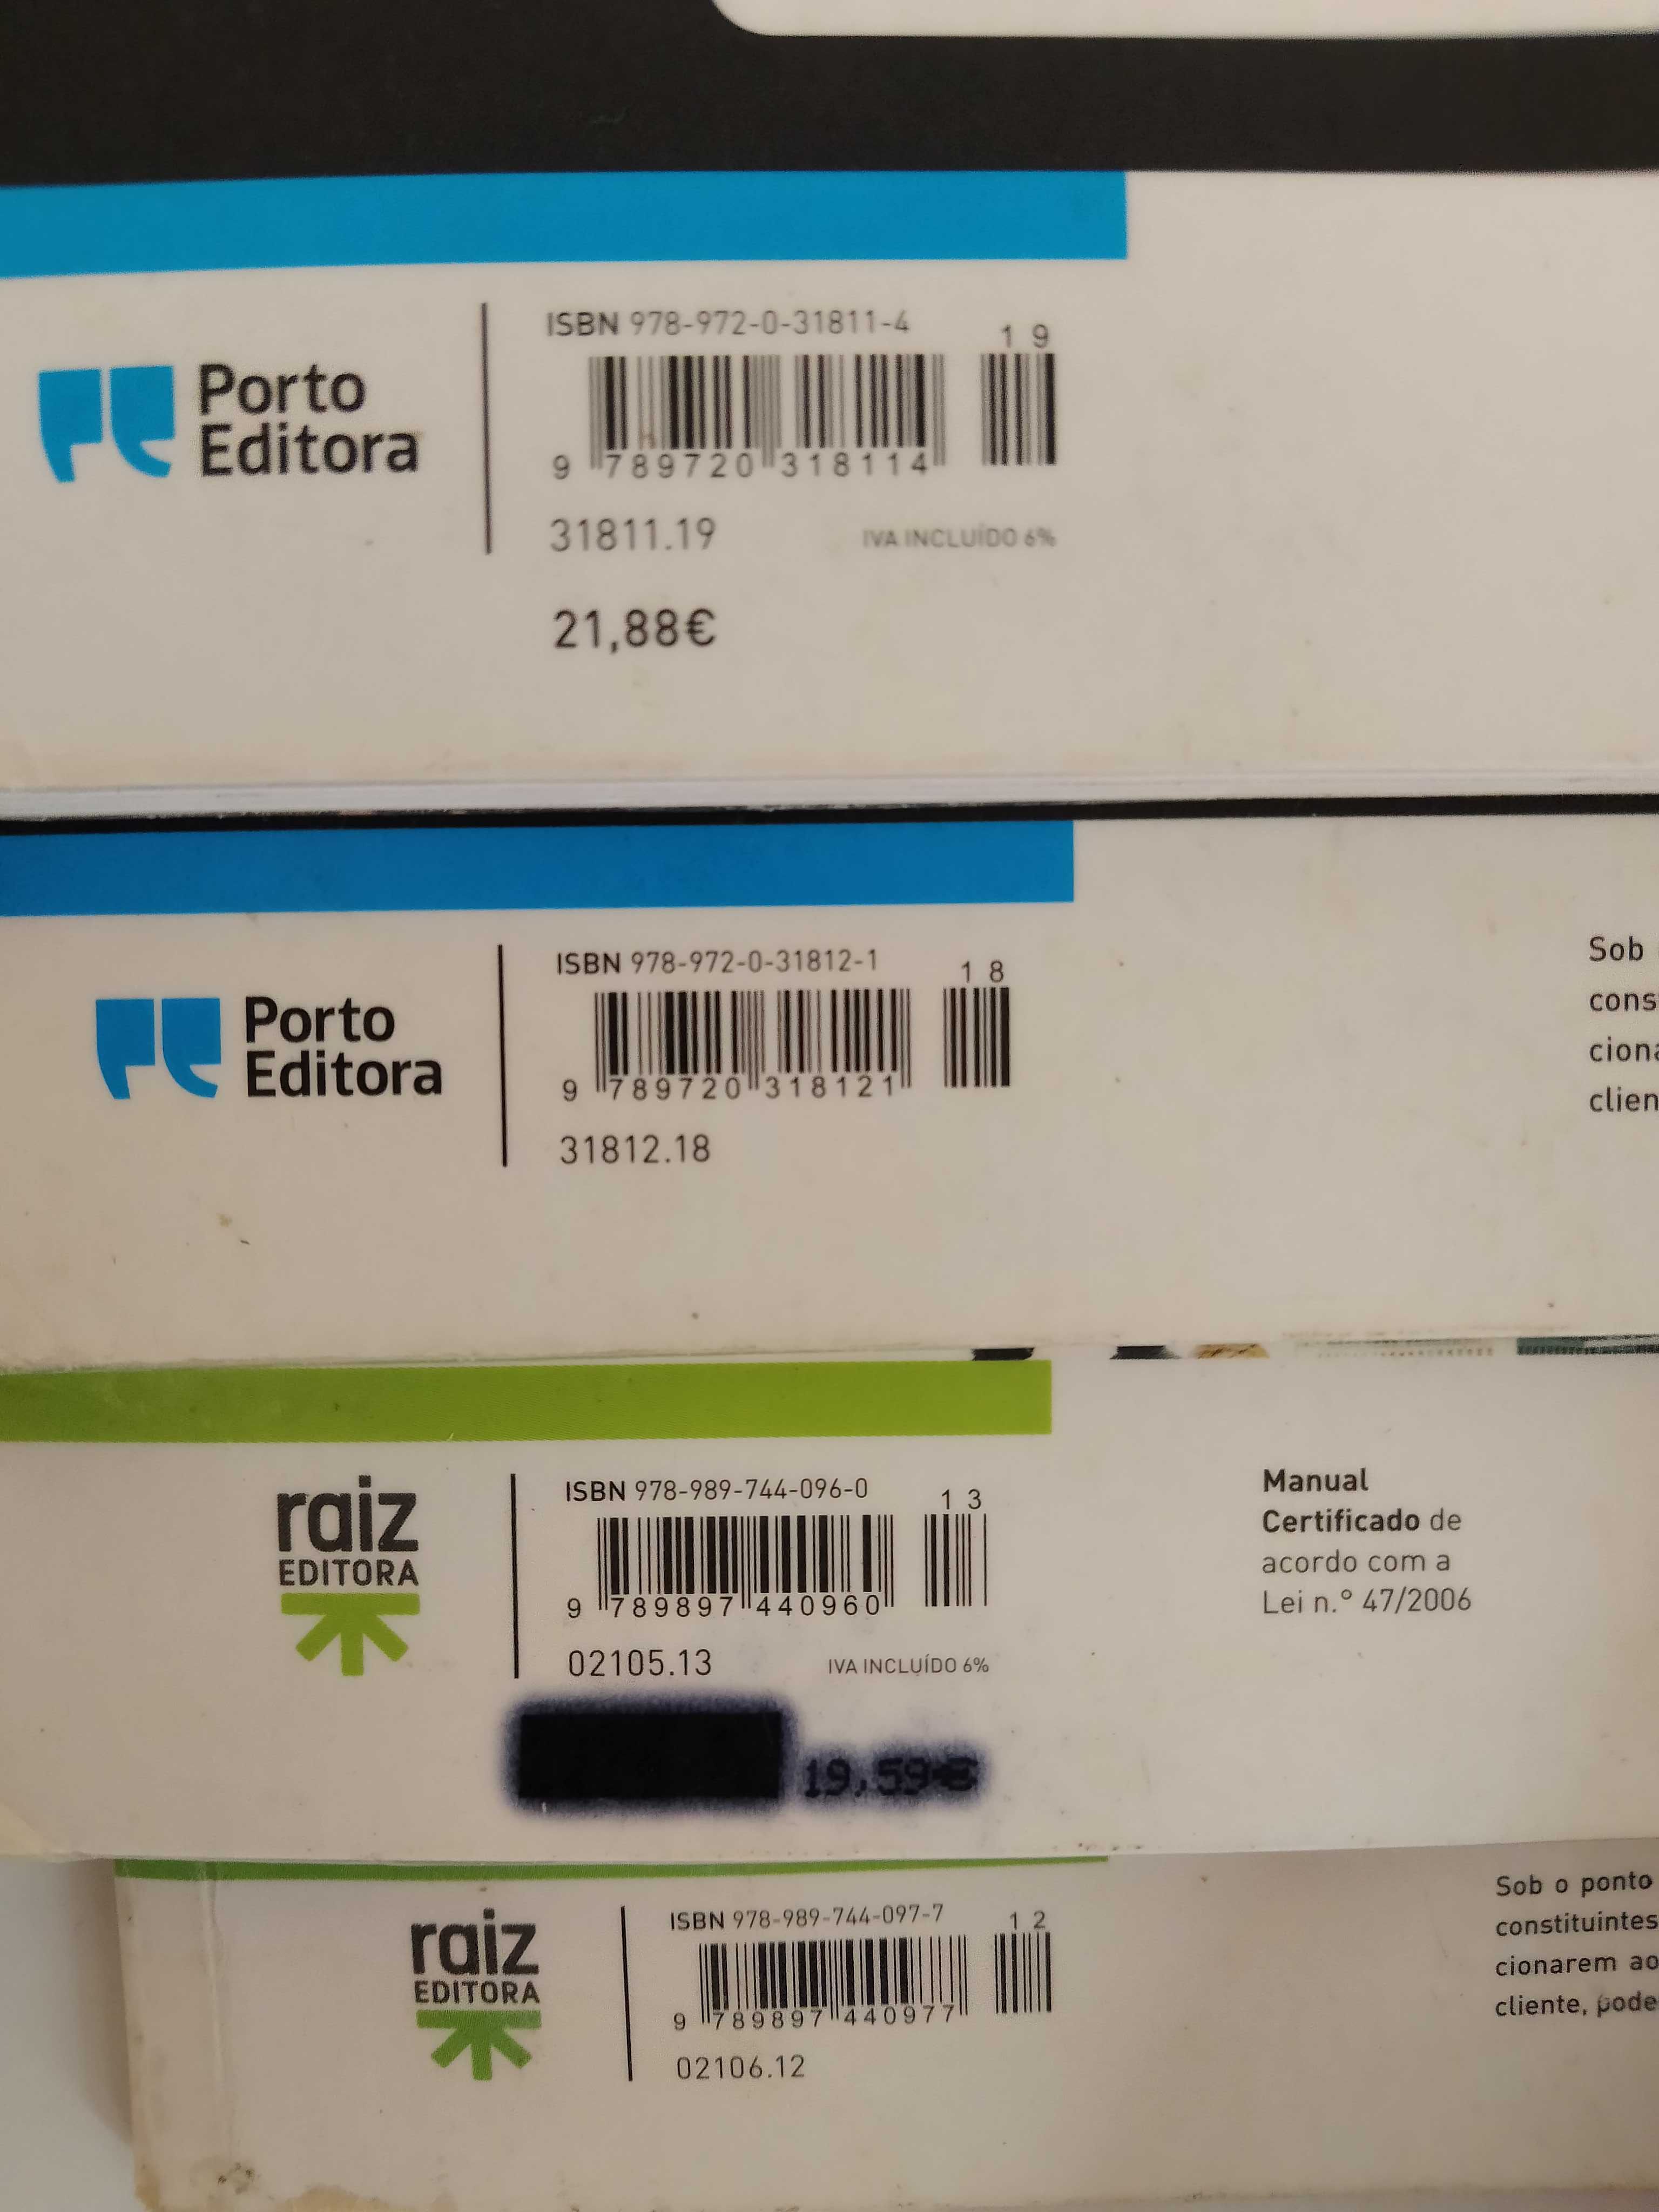 ISBN 978-972-0-31811-4
1 9
Porto
Editora
9 789720 318114
31811.19
IVA INCLUÍDO 6%
21,88€
ISBN 978-972-0-31812-1
1 8
Porto
Editora
9 789720 318121
31812.18
Sob
cons
cion
clien
ISBN 978-989-744-096-0
1 3
raiz
EDITORA
9 789897 440960
02105.13
IVA INCLUÍDO 6%
19,59 €
Manual
Certificado de
acordo com a
Lei n.º 47/2006
ISBN 978-989-744-097-7
1 2
raiz
EDITORA
9 789897 440977
02106.12
Sob o ponto
constituintes
cionarem ao
cliente, pode